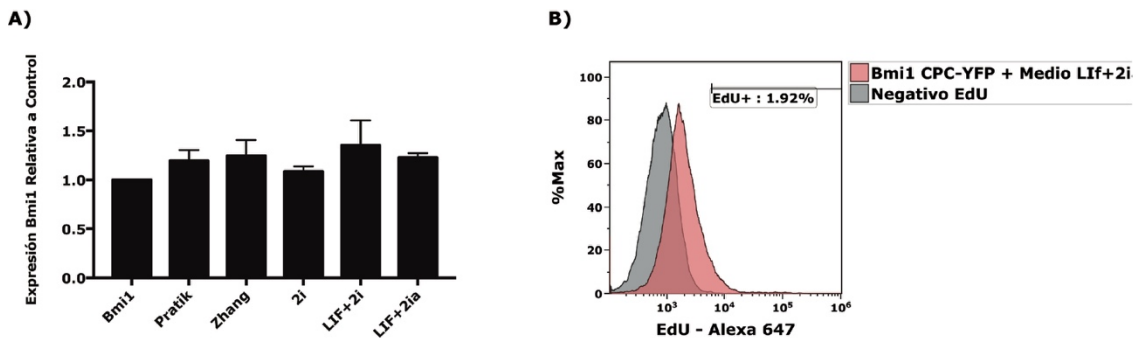 A)
Expresión Bmi1 Relativa a Control
2.0
1.5
1.0
0.5
0.0
Bmi1
Pratik
Zhang
2i
LIF+2i
LIF+2ia
B)
%Max
100
80
60
40
20
0
EdU+ : 1.92%
10³
10⁴
10⁵
10⁶
EdU - Alexa 647
Bmi1 CPC-YFP + Medio LIf+2ia
Negativo EdU